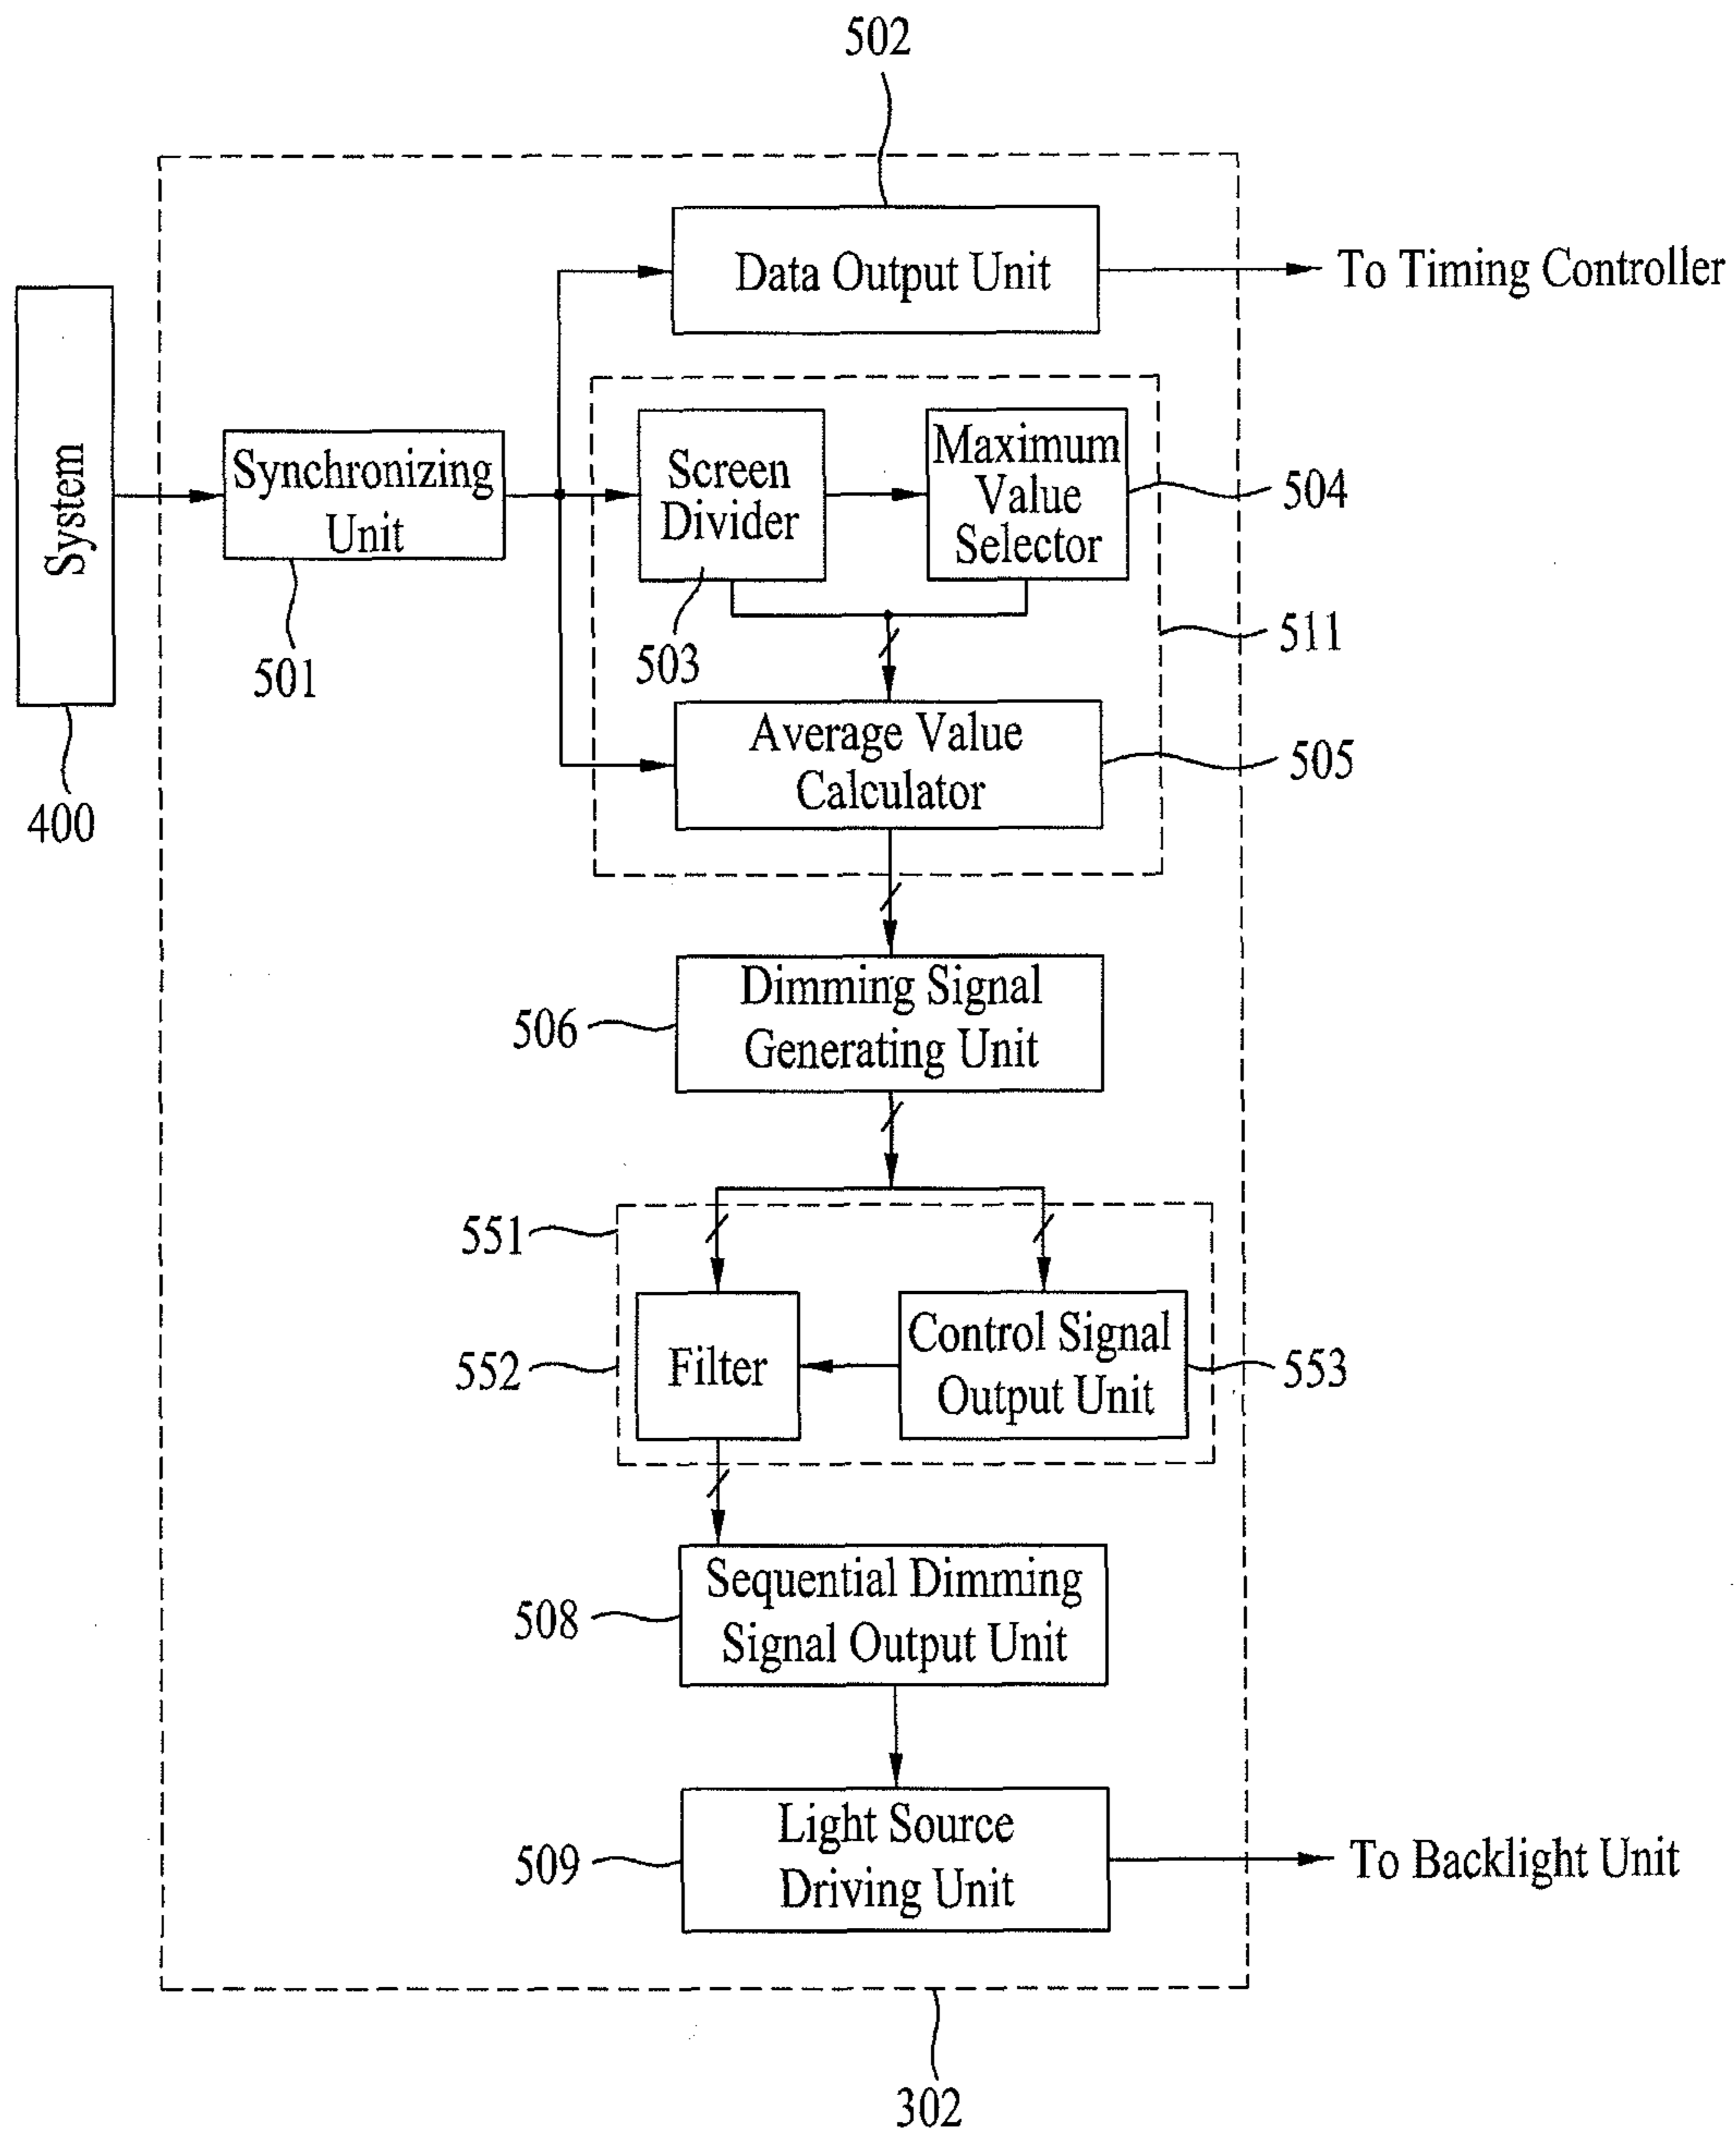 502
Data Output Unit
To Timing Controller
System
400
Synchronizing
Unit
501
Screen
Divider
503
Maximum
Value
Selector
504
511
Average Value
Calculator
505
Dimming Signal
Generating Unit
506
551
Filter
552
Control Signal
Output Unit
553
Sequential Dimming
Signal Output Unit
508
Light Source
Driving Unit
509
To Backlight Unit
302